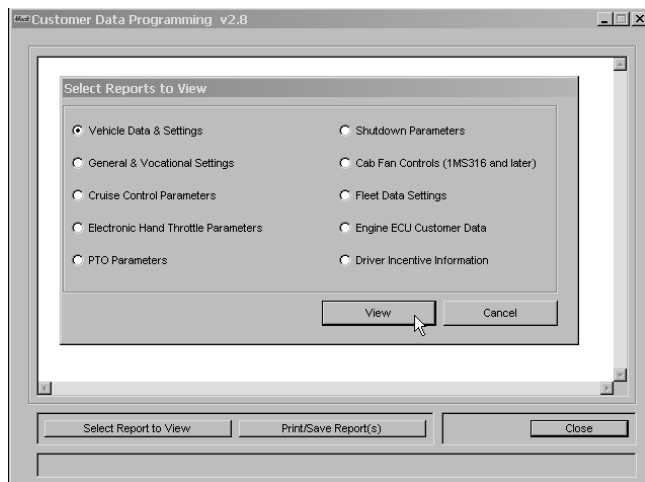 Mack Customer Data Programming v2.8
Select Reports to View
Vehicle Data & Settings
General & Vocational Settings
Cruise Control Parameters
Electronic Hand Throttle Parameters
PTO Parameters
Shutdown Parameters
Cab Fan Controls (1MS316 and later)
Fleet Data Settings
Engine ECU Customer Data
Driver Incentive Information
View Cancel
Select Report to View Print/Save Report(s) Close